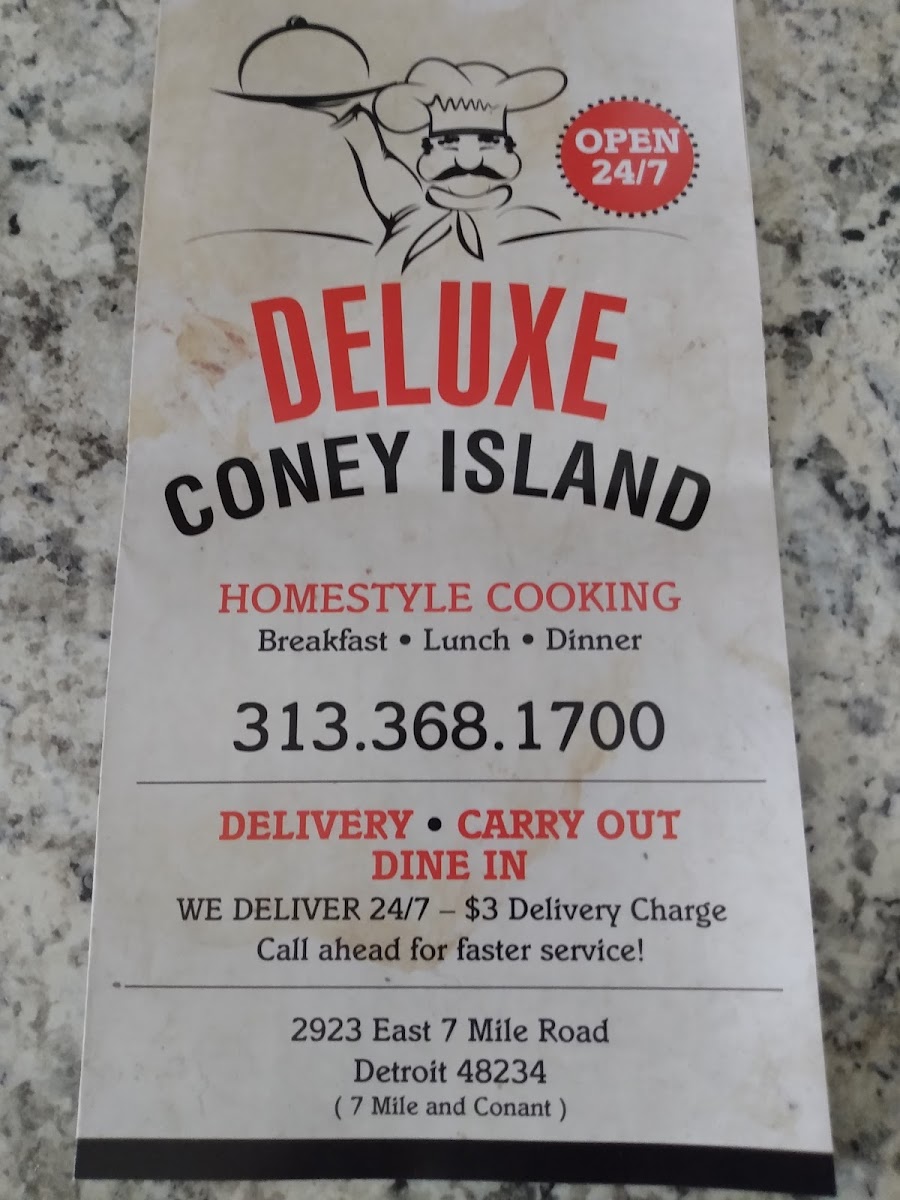 OPEN
24/7
DELUXE
CONEY ISLAND
HOMESTYLE COOKING
Breakfast • Lunch • Dinner
313.368.1700
DELIVERY • CARRY OUT
DINE IN
WE DELIVER 24/7 – $3 Delivery Charge
Call ahead for faster service!
2923 East 7 Mile Road
Detroit 48234
( 7 Mile and Conant )